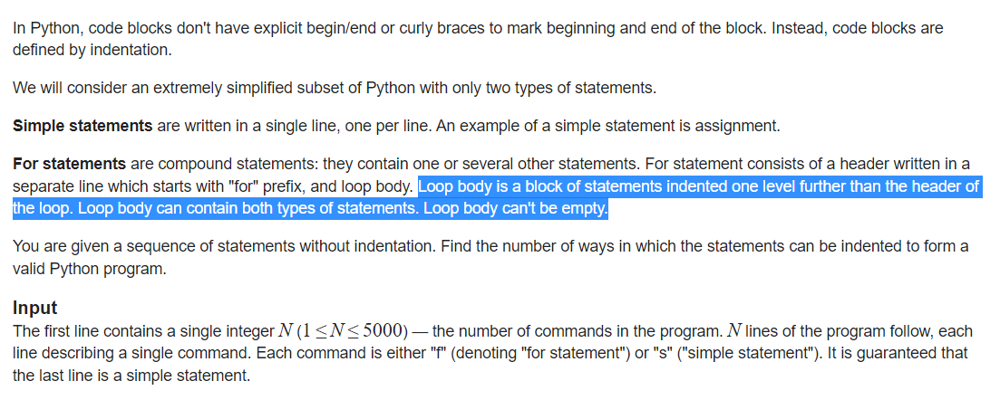 In Python, code blocks don't have explicit begin/end or curly braces to mark beginning and end of the block. Instead, code blocks are
defined by indentation.
We will consider an extremely simplified subset of Python with only two types of statements.
Simple statements are written in a single line, one per line. An example of a simple statement is assignment.
For statements are compound statements: they contain one or several other statements. For statement consists of a header written in a
separate line which starts with "for" prefix, and loop body. Loop body is a block of statements indented one level further than the header of
the loop. Loop body can contain both types of statements. Loop body can't be empty.
You are given a sequence of statements without indentation. Find the number of ways in which the statements can be indented to form a
valid Python program.
Input
The first line contains a single integer N (1 ≤ N ≤ 5000) — the number of commands in the program. N lines of the program follow, each
line describing a single command. Each command is either "f" (denoting "for statement") or "s" ("simple statement"). It is guaranteed that
the last line is a simple statement.